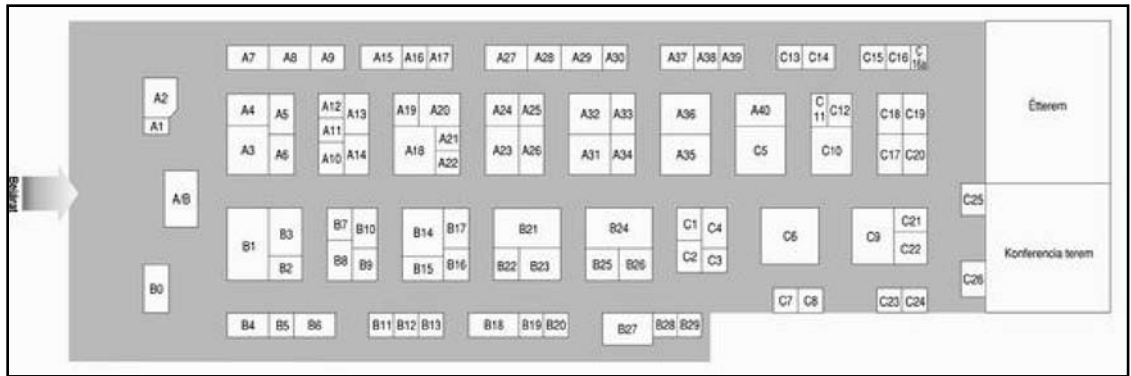 A7 A8 A9 A15 A16 A17 A27 A28 A29 A30 A37 A38 A39 C13 C14 C15 C16 C 16a
A2
A1
A4 A5 A12 A13 A19 A20 A24 A25 A32 A33 A36 A40 C 11 C12 C18 C19 Étterem
A11
A3 A6 A10 A14 A18 A21 A23 A26 A31 A34 A35 C5 C10 C17 C20
A22
Bejárat
A/B
C25
B1 B3 B7 B10 B14 B17 B21 B24 C1 C4 C6 C9 C21
B2 B8 B9 B15 B16 B22 B23 B25 B26 C2 C3 C22
Konferencia terem
B0
C26
C7 C8 C23 C24
B4 B5 B6 B11 B12 B13 B18 B19 B20 B27 B28 B29